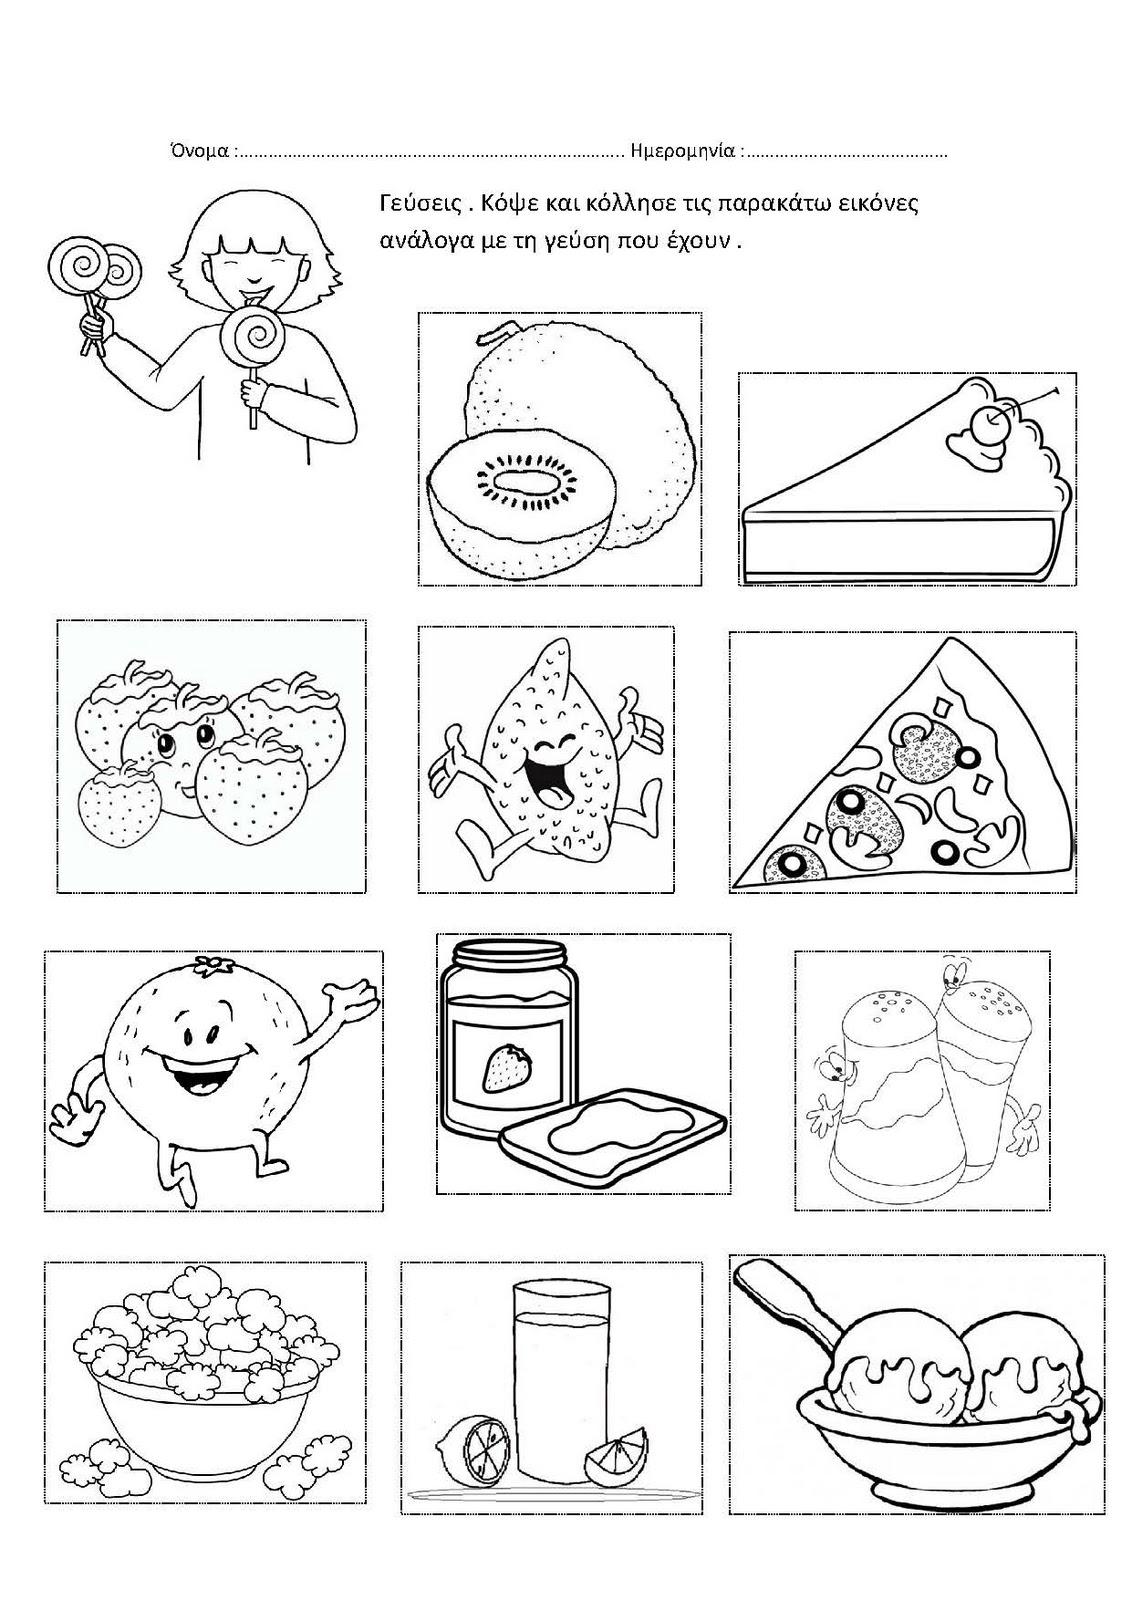 Όνομα :................................................................................. Ημερομηνία :..........................................
Γεύσεις . Κόψε και κόλλησε τις παρακάτω εικόνες
ανάλογα με τη γεύση που έχουν .